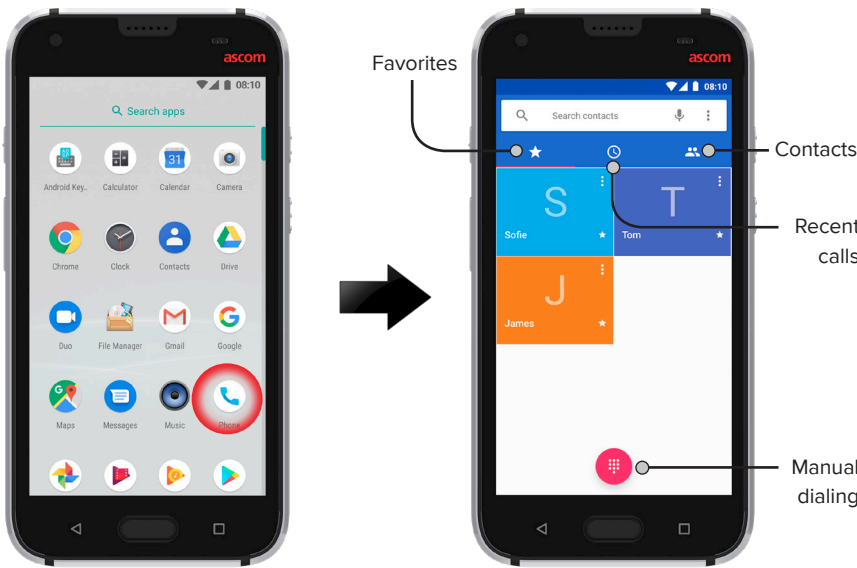 ascom
08:10
Search apps
Android Key..
Calculator
Calendar
Camera
31
Chrome
Clock
Contacts
Drive
Duo
File Manager
Gmail
Google
Maps
Messages
Music
Phone
Favorites
ascom
08:10
Search contacts
Contacts
S
T
Sofie
Tom
Recent
calls
J
James
Manual
dialing